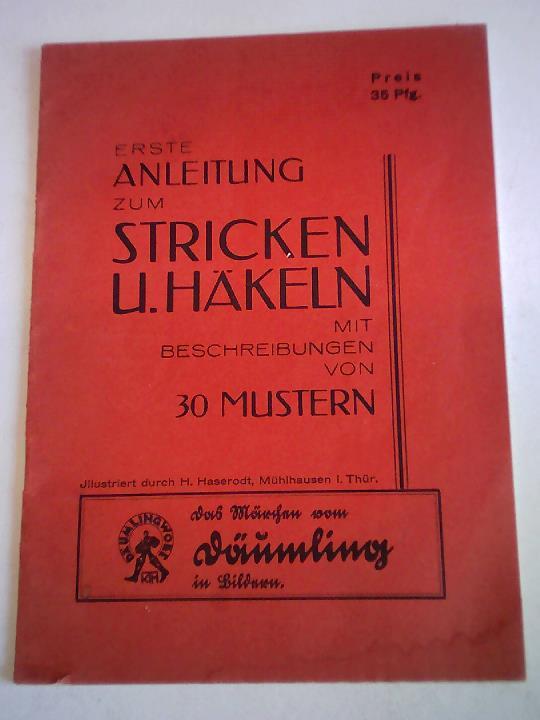 Preis
35 Pfg.
ERSTE
ANLEITUNG
ZUM
STRICKEN
U. HÄKELN
MIT
BESCHREIBUNGEN
VON
30 MUSTERN
Jllustriert durch H. Haserodt, Mühlhausen i. Thür.
Das Märchen vom
Däumling
in Bildern.